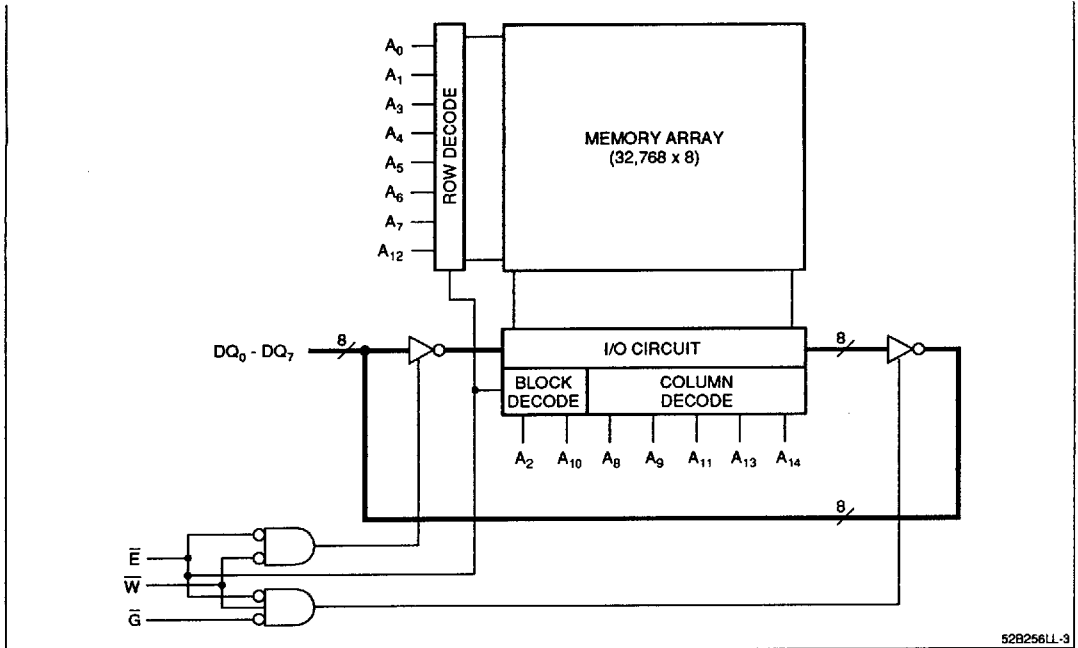 A0
A1
A3
A4
A5
A6
A7
A12
ROW DECODE
MEMORY ARRAY
(32,768 x 8)
DQ0 - DQ7
8
I/O CIRCUIT
8
BLOCK
DECODE
COLUMN
DECODE
A2 A10 A8 A9 A11 A13 A14
8
E̅
W̅
G̅
52B256LL-3